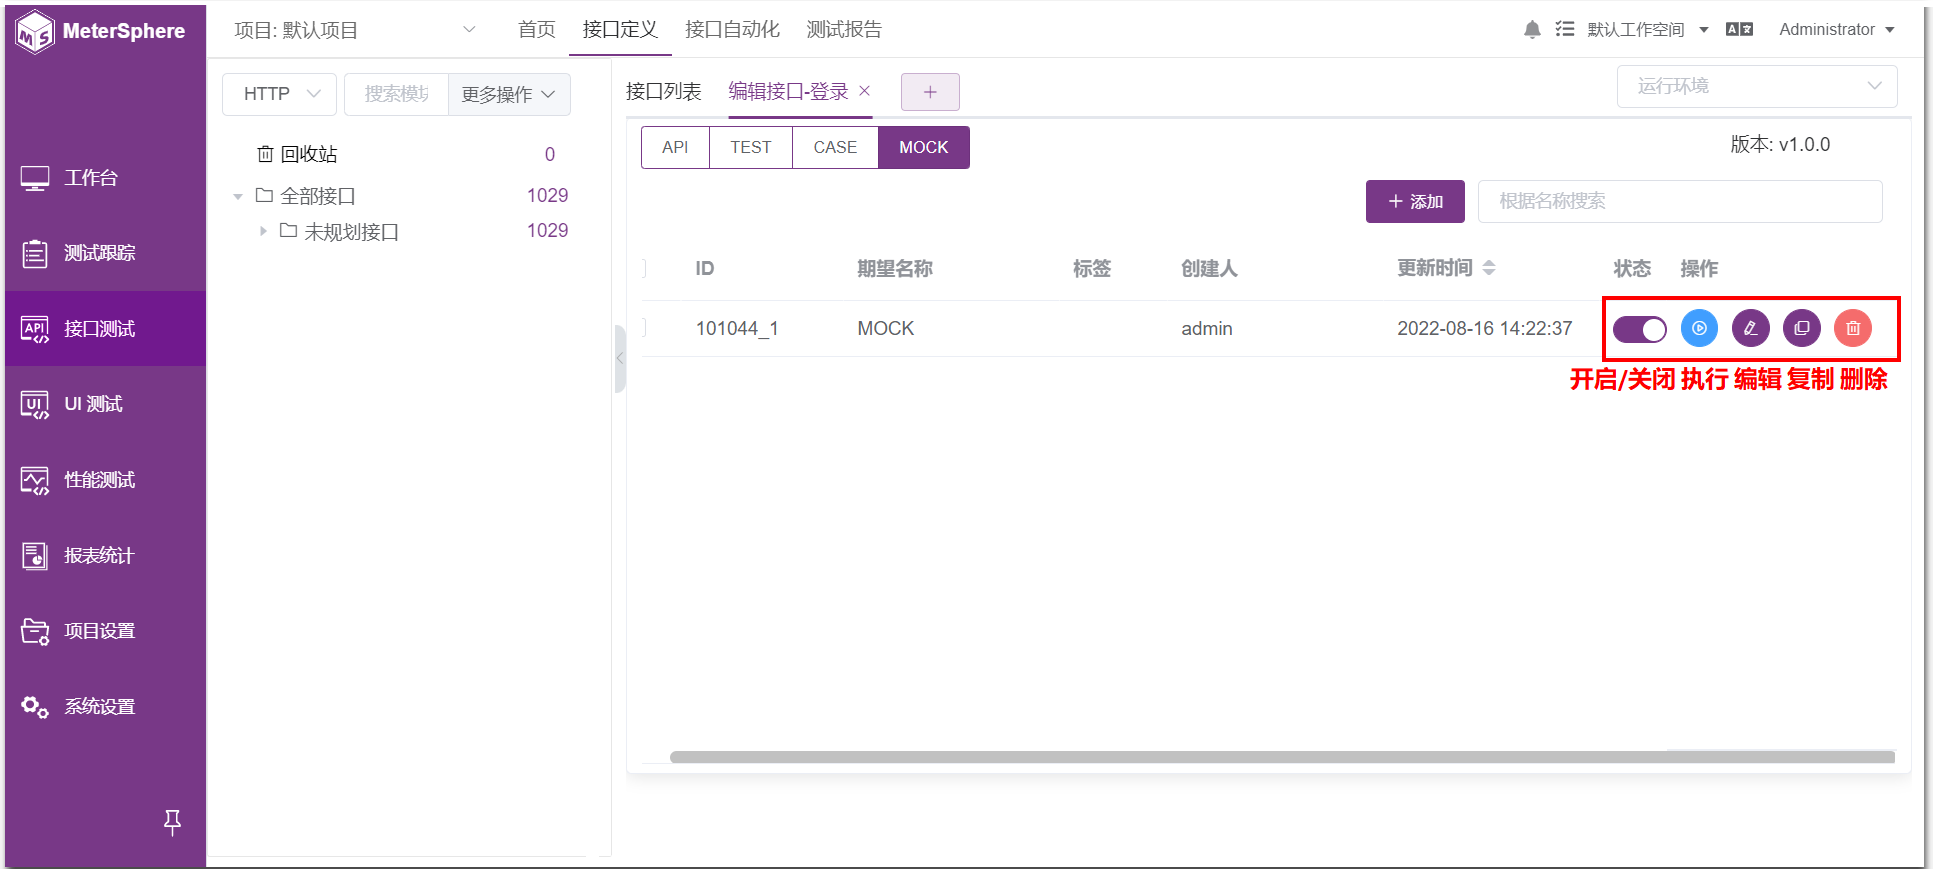 MeterSphere
项目: 默认项目
首页 接口定义 接口自动化 测试报告
默认工作空间
Administrator
工作台
测试跟踪
API 接口测试
UI UI 测试
性能测试
报表统计
项目设置
系统设置
HTTP 搜索模块 更多操作
回收站 0
全部接口 1029
未规划接口 1029
接口列表 编辑接口-登录
运行环境
API TEST CASE MOCK
版本: v1.0.0
添加 根据名称搜索
ID 期望名称 标签 创建人 更新时间 状态 操作
101044_1 MOCK admin 2022-08-16 14:22:37
开启/关闭 执行 编辑 复制 删除